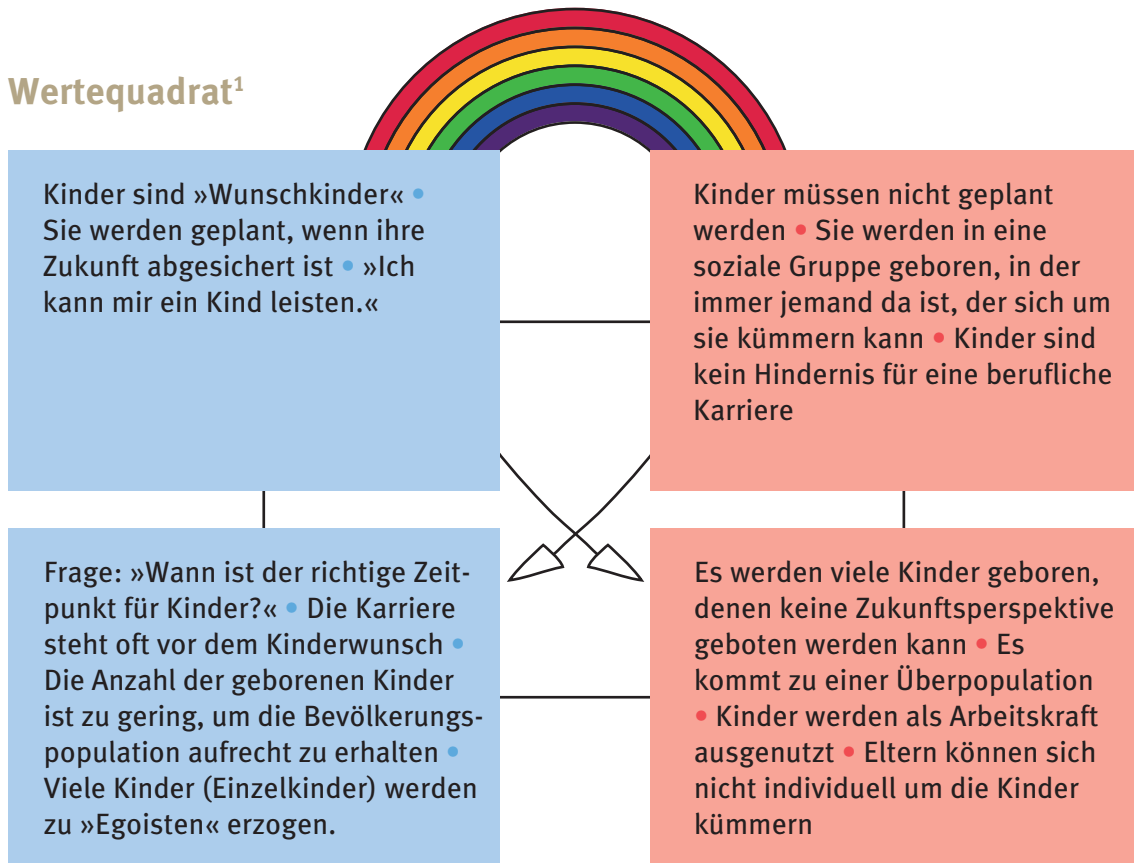 Wertequadrat¹
Kinder sind »Wunschkinder« •
Sie werden geplant, wenn ihre
Zukunft abgesichert ist • »Ich
kann mir ein Kind leisten.«
Kinder müssen nicht geplant
werden • Sie werden in eine
soziale Gruppe geboren, in der
immer jemand da ist, der sich um
sie kümmern kann • Kinder sind
kein Hindernis für eine berufliche
Karriere
Frage: »Wann ist der richtige Zeit-
punkt für Kinder?« • Die Karriere
steht oft vor dem Kinderwunsch •
Die Anzahl der geborenen Kinder
ist zu gering, um die Bevölkerungs-
population aufrecht zu erhalten •
Viele Kinder (Einzelkinder) werden
zu »Egoisten« erzogen.
Es werden viele Kinder geboren,
denen keine Zukunftsperspektive
geboten werden kann • Es
kommt zu einer Überpopulation
• Kinder werden als Arbeitskraft
ausgenutzt • Eltern können sich
nicht individuell um die Kinder
kümmern